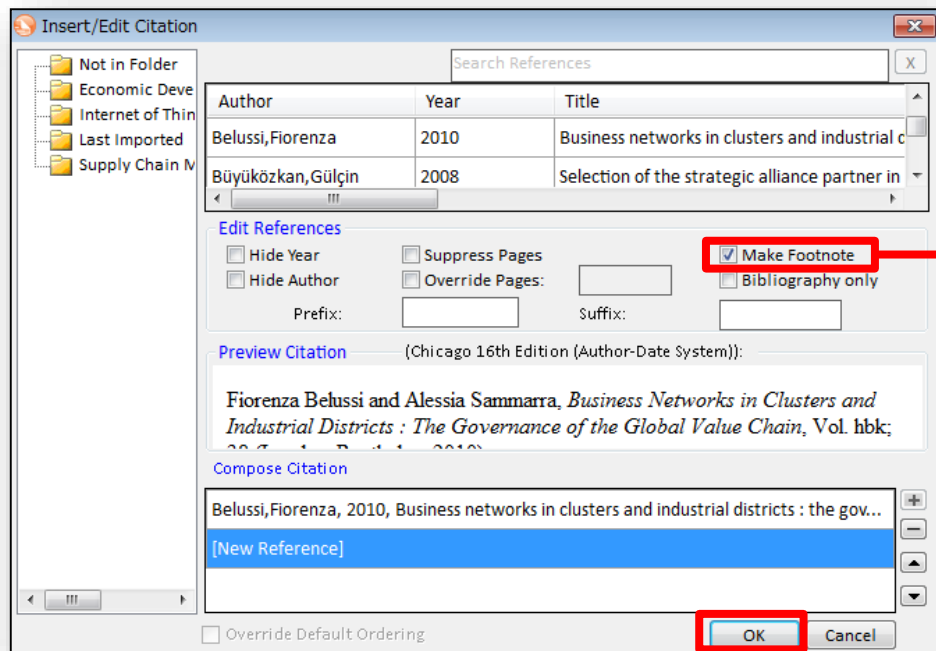 Insert/Edit Citation
Not in Folder
Economic Deve
Internet of Thin
Last Imported
Supply Chain M
Search References
X
Author Year Title
Belussi,Fiorenza 2010 Business networks in clusters and industrial d
Büyüközkan,Gülçin 2008 Selection of the strategic alliance partner in
Edit References
Hide Year Suppress Pages Make Footnote
Hide Author Override Pages: Bibliography only
Prefix: Suffix:
Preview Citation (Chicago 16th Edition (Author-Date System)):
Fiorenza Belussi and Alessia Sammarra, Business Networks in Clusters and
Industrial Districts : The Governance of the Global Value Chain, Vol. hbk;
Compose Citation
Belussi,Fiorenza, 2010, Business networks in clusters and industrial districts : the gov...
[New Reference]
Override Default Ordering
OK Cancel